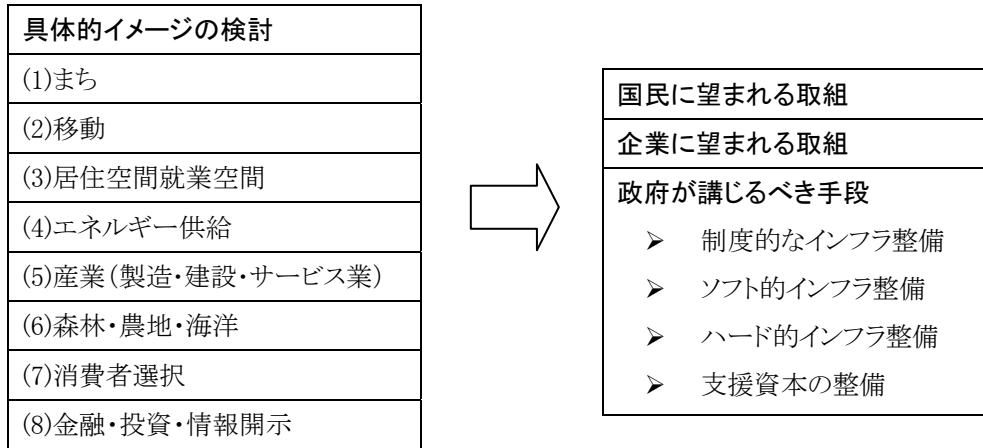 具体的イメージの検討
(1)まち
(2)移動
(3)居住空間就業空間
(4)エネルギー供給
(5)産業(製造・建設・サービス業)
(6)森林・農地・海洋
(7)消費者選択
(8)金融・投資・情報開示
国民に望まれる取組
企業に望まれる取組
政府が講じるべき手段
➢ 制度的なインフラ整備
➢ ソフト的インフラ整備
➢ ハード的インフラ整備
➢ 支援資本の整備